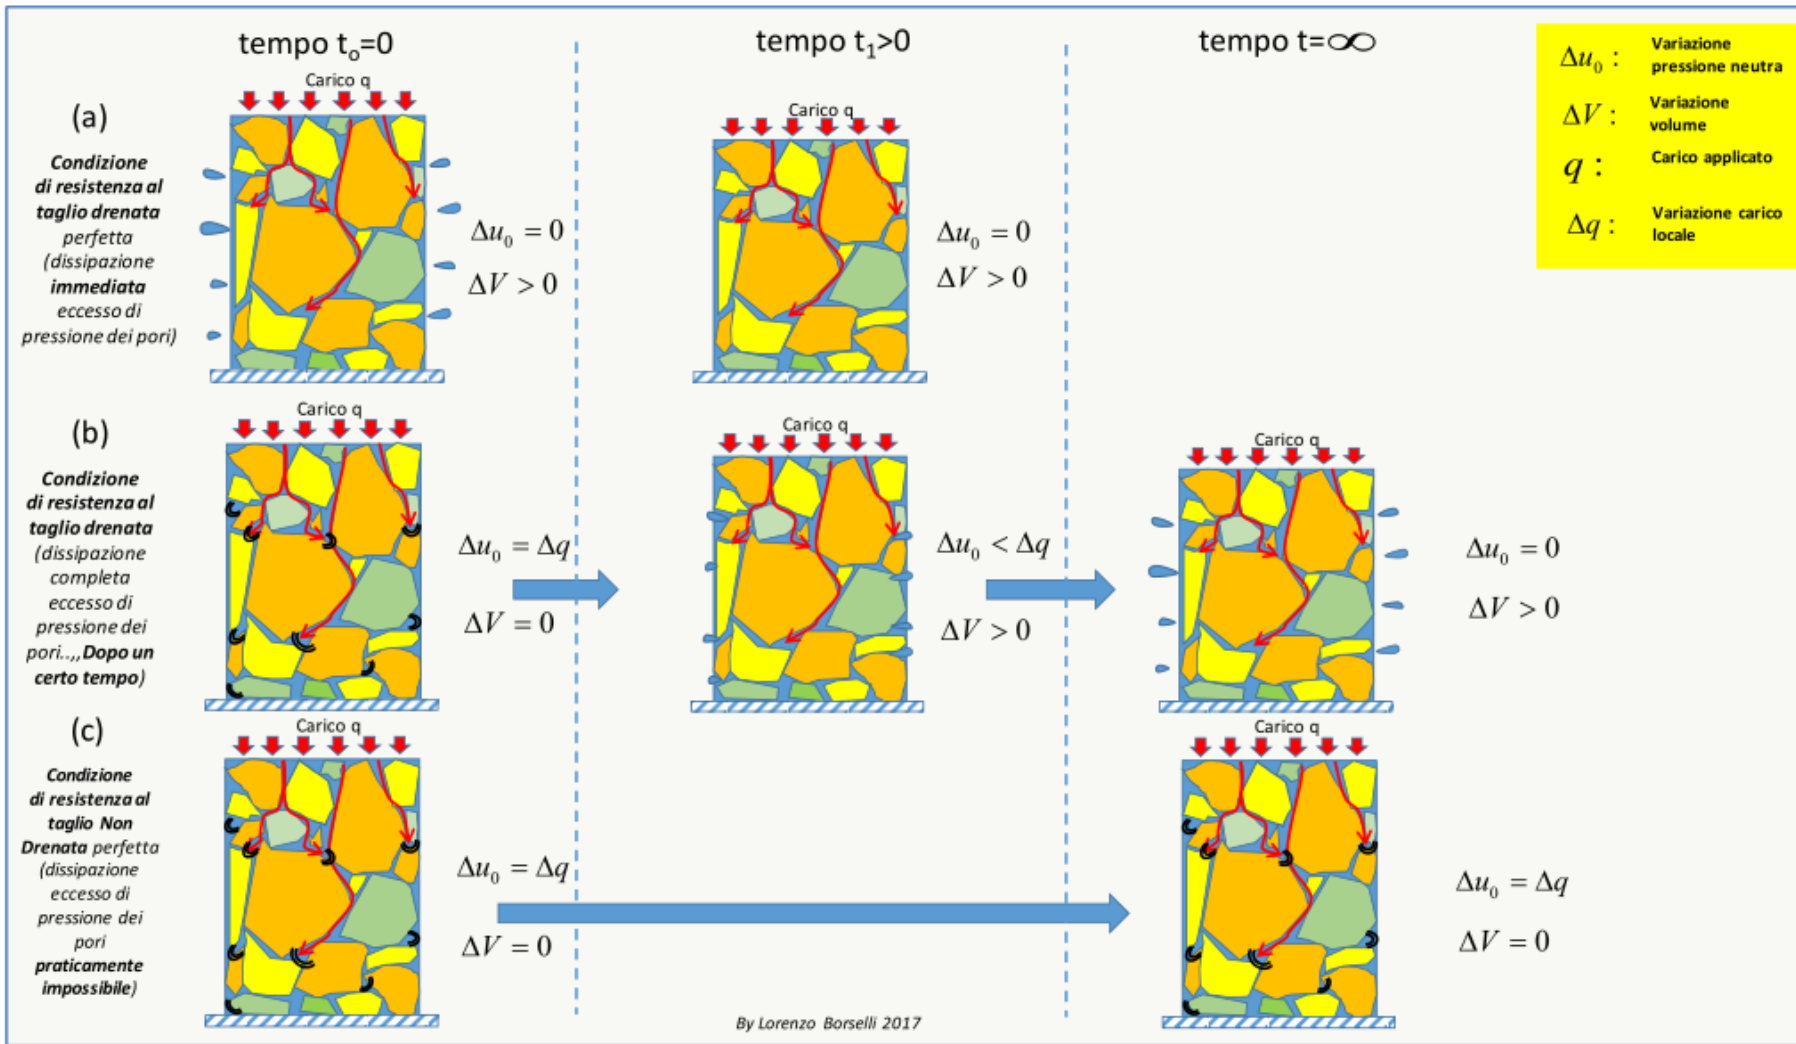 tempo to=0
tempo t1>0
tempo t=∞
Δu0 : Variazione
pressione neutra
ΔV : Variazione
volume
q : Carico applicato
Δq : Variazione carico
locale
(a)
Condizione
di resistenza al
taglio drenata
perfetta
(dissipazione
immediata
eccesso di
pressione dei pori)
Carico q
Δu0 = 0
ΔV > 0
Carico q
Δu0 = 0
ΔV > 0
(b)
Condizione
di resistenza al
taglio drenata
(dissipazione
completa
eccesso di
pressione dei
pori..,,Dopo un
certo tempo)
Carico q
Δu0 = Δq
ΔV = 0
Carico q
Δu0 < Δq
ΔV > 0
Carico q
Δu0 = 0
ΔV > 0
(c)
Condizione
di resistenza al
taglio Non
Drenata perfetta
(dissipazione
eccesso di
pressione dei
pori
praticamente
impossibile)
Carico q
Δu0 = Δq
ΔV = 0
Carico q
Δu0 = Δq
ΔV = 0
By Lorenzo Borselli 2017